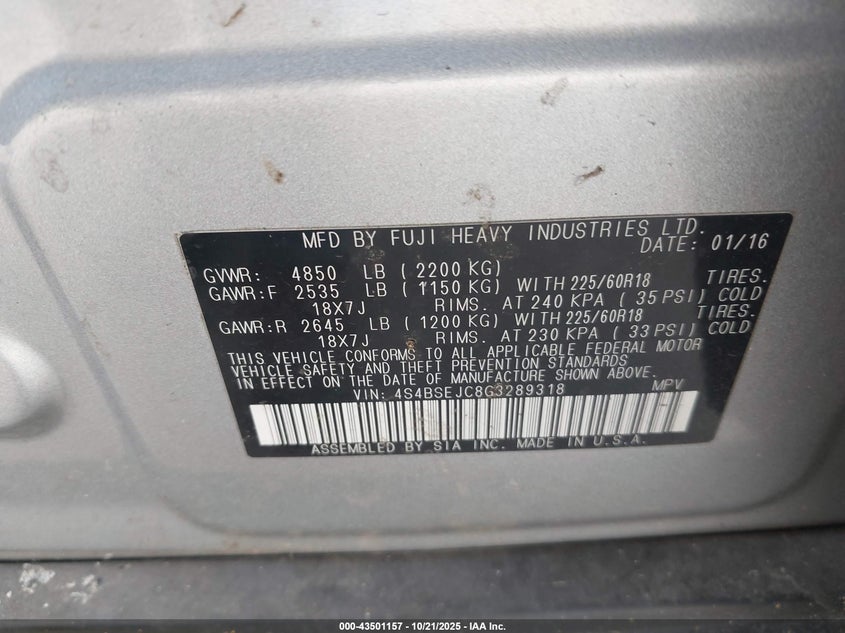 MFD BY FUJI HEAVY INDUSTRIES LTD.
DATE: 01/16
GVWR: 4850 LB ( 2200 KG)
GAWR:F 2535 LB ( 1150 KG) WITH 225/60R18 TIRES.
18X7J RIMS. AT 240 KPA ( 35 PSI) COLD
GAWR:R 2645 LB ( 1200 KG) WITH 225/60R18 TIRES.
18X7J RIMS. AT 230 KPA ( 33 PSI) COLD
THIS VEHICLE CONFORMS TO ALL APPLICABLE FEDERAL MOTOR
VEHICLE SAFETY AND THEFT PREVENTION STANDARDS
IN EFFECT ON THE DATE OF MANUFACTURE SHOWN ABOVE.
VIN: 4S4BSEJC8G3289318 MPV
ASSEMBLED BY SIA INC. MADE IN U.S.A.
000-43501157 - 10/21/2025 - IAA Inc.